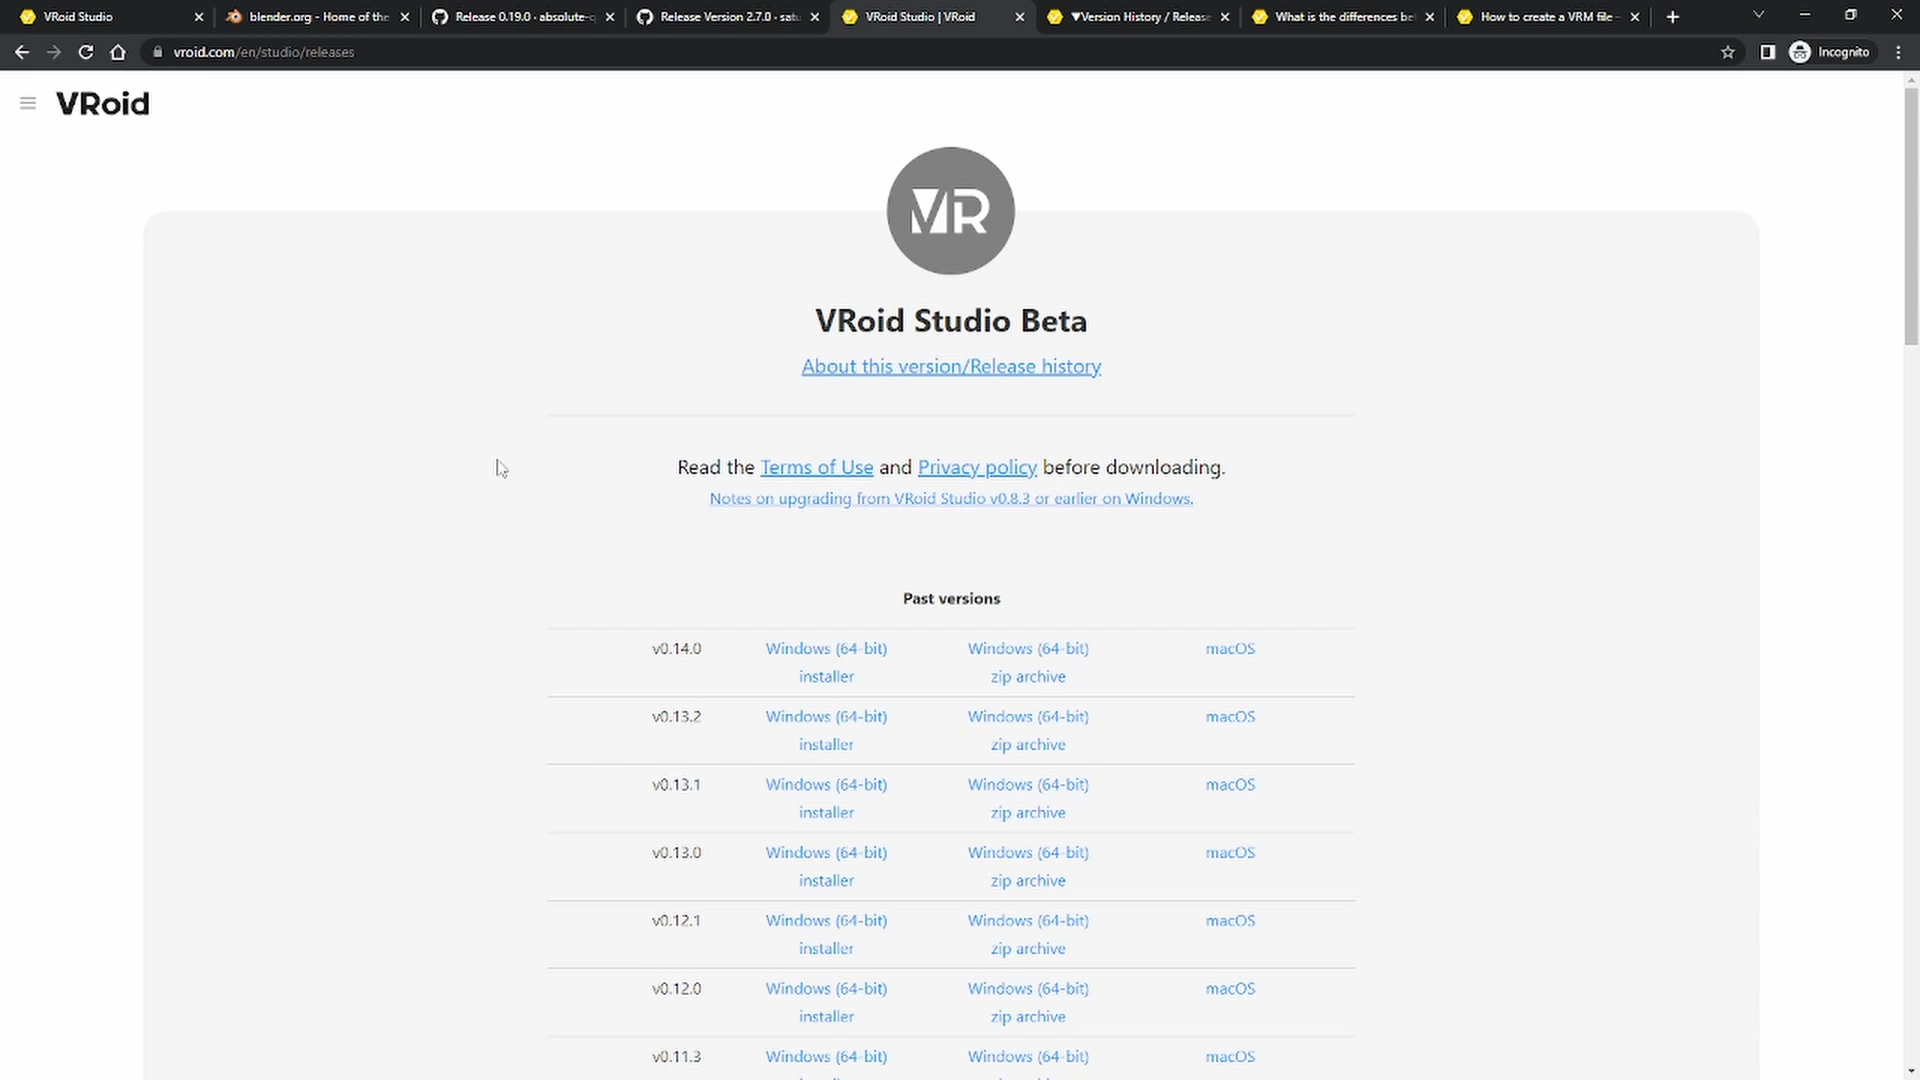 VRoid Studio
blender.org - Home of the
Release 0.19.0 · absolute-q
Release Version 2.7.0 · satu
VRoid Studio | VRoid
▼Version History / Release
What is the differences be
How to create a VRM file -
vroid.com/en/studio/releases
Incognito
VRoid
VR
VRoid Studio Beta
About this version/Release history
Read the Terms of Use and Privacy policy before downloading.
Notes on upgrading from VRoid Studio v0.8.3 or earlier on Windows.
Past versions
v0.14.0 Windows (64-bit) Windows (64-bit) macOS
installer zip archive
v0.13.2 Windows (64-bit) Windows (64-bit) macOS
installer zip archive
v0.13.1 Windows (64-bit) Windows (64-bit) macOS
installer zip archive
v0.13.0 Windows (64-bit) Windows (64-bit) macOS
installer zip archive
v0.12.1 Windows (64-bit) Windows (64-bit) macOS
installer zip archive
v0.12.0 Windows (64-bit) Windows (64-bit) macOS
installer zip archive
v0.11.3 Windows (64-bit) Windows (64-bit) macOS